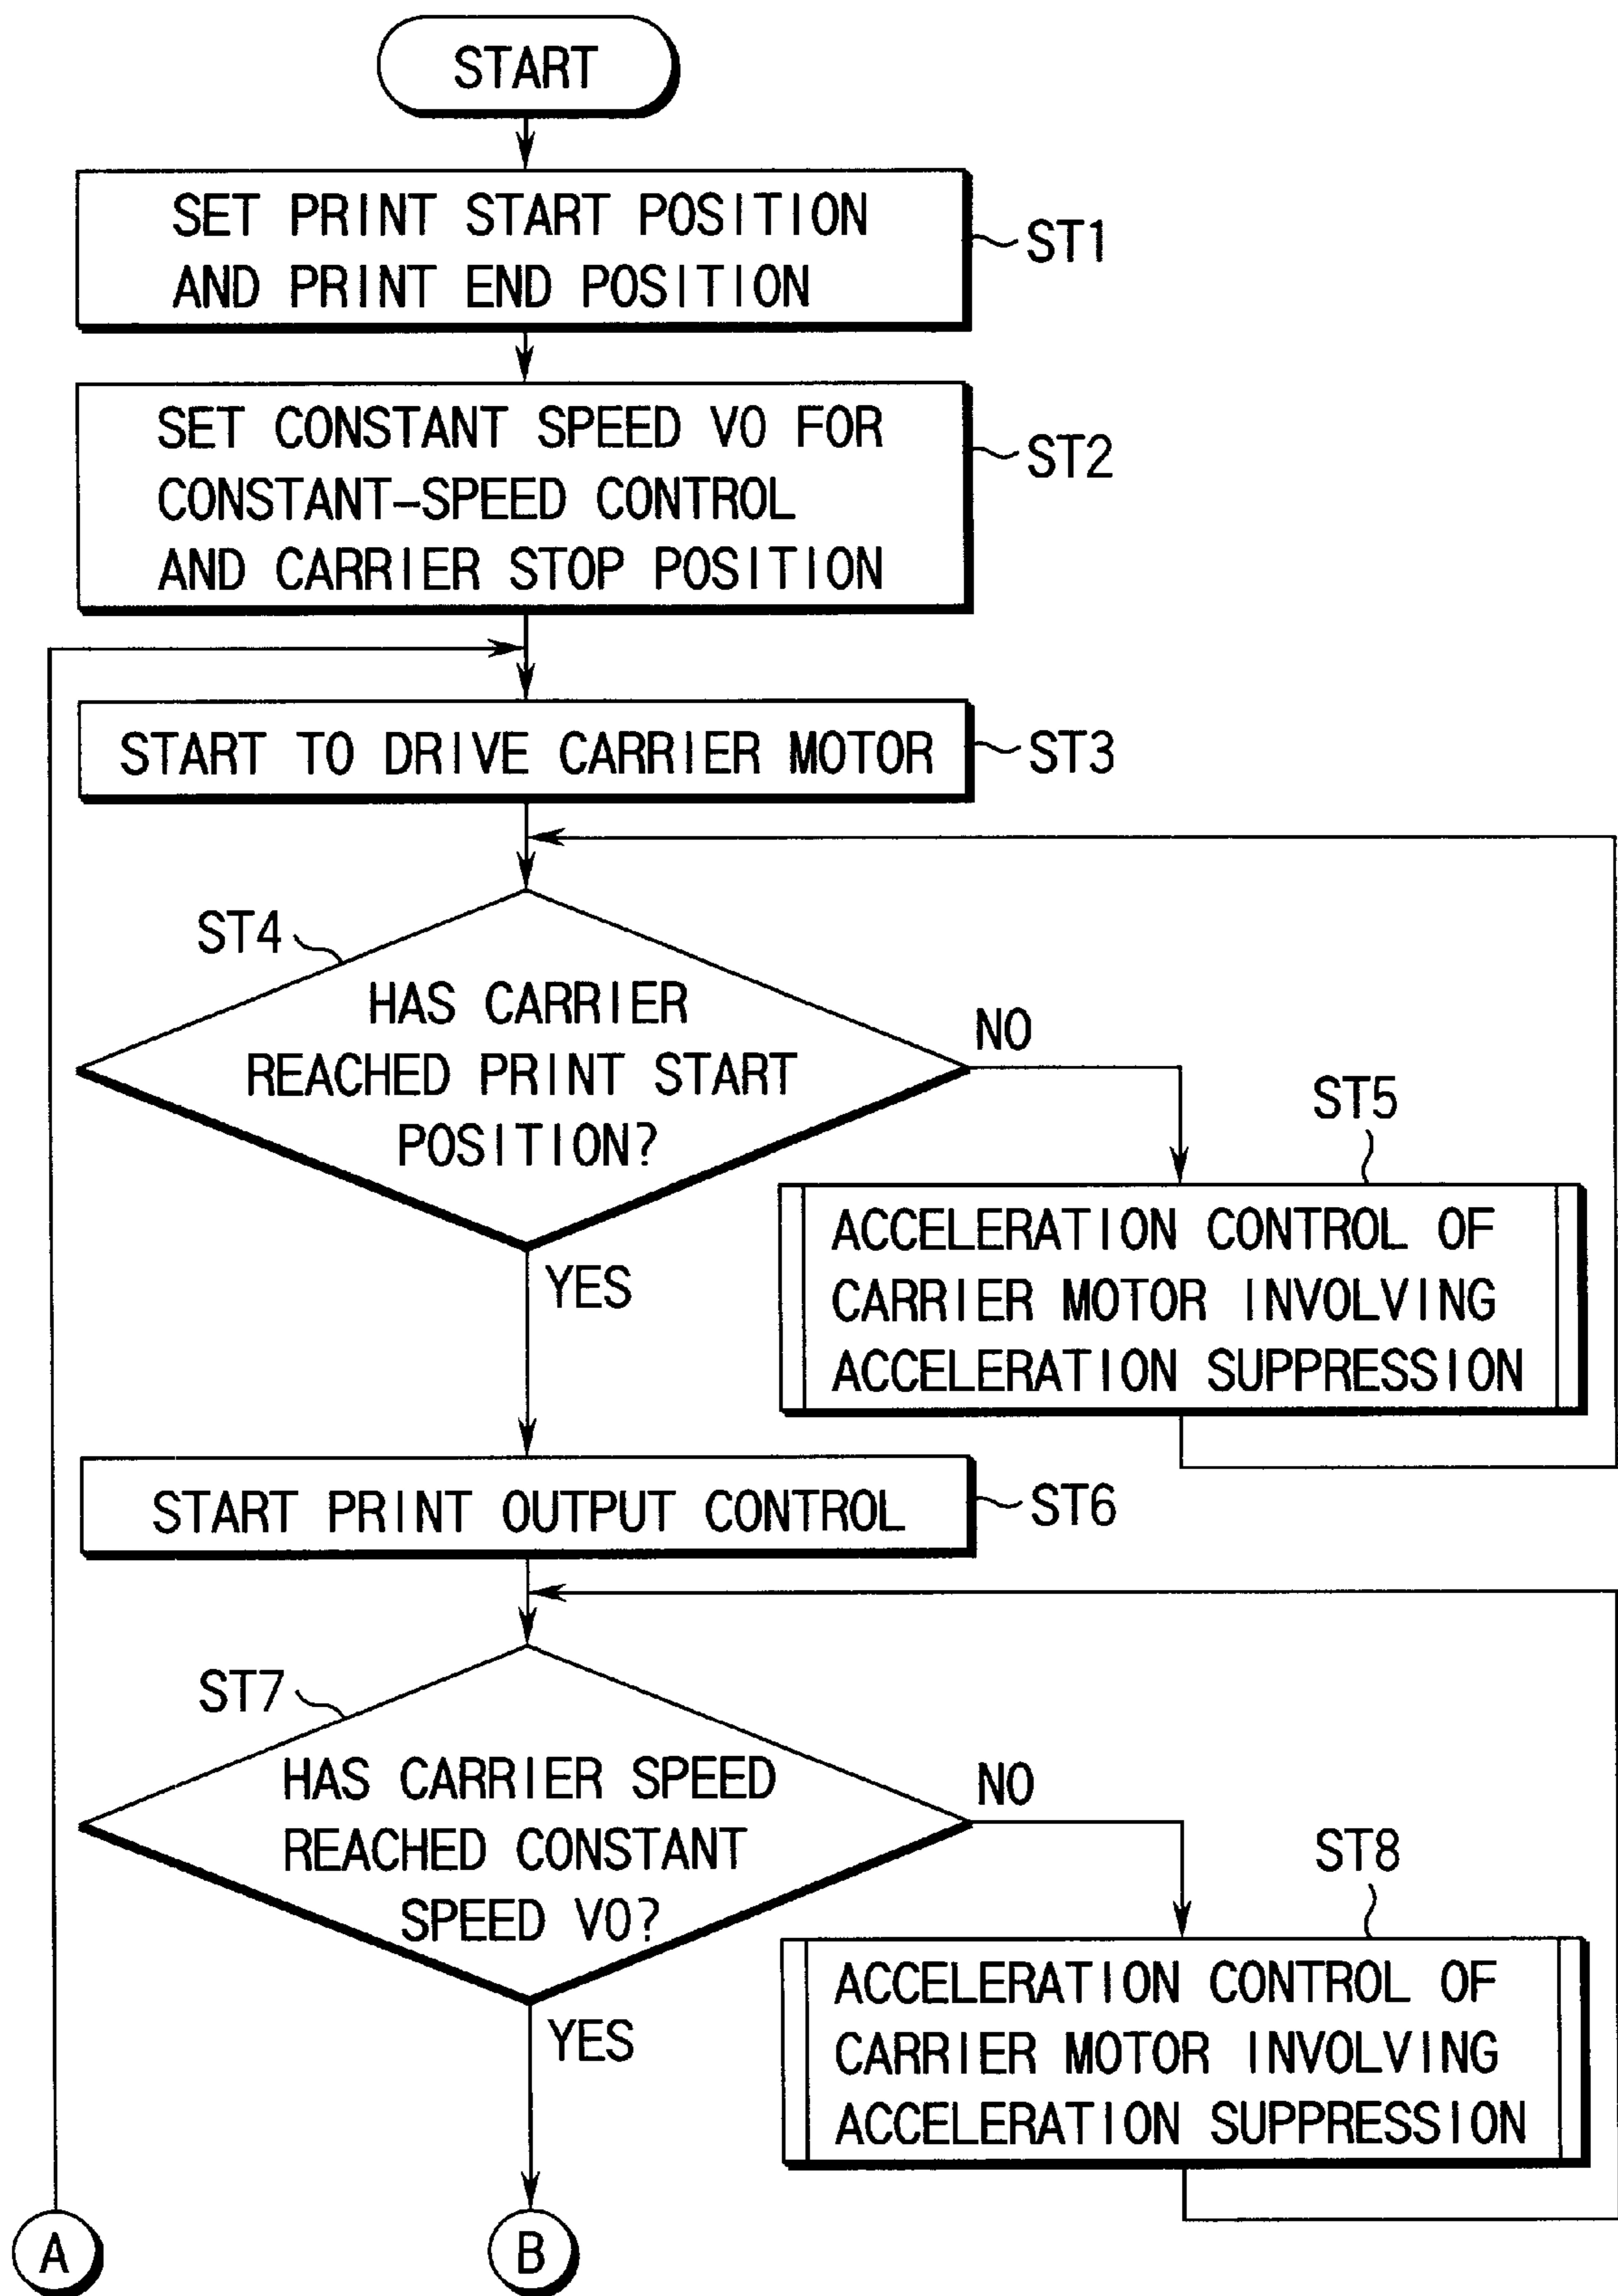 START
SET PRINT START POSITION
AND PRINT END POSITION
ST1
SET CONSTANT SPEED V0 FOR
CONSTANT-SPEED CONTROL
AND CARRIER STOP POSITION
ST2
START TO DRIVE CARRIER MOTOR
ST3
ST4
HAS CARRIER
REACHED PRINT START
POSITION?
NO
YES
ST5
ACCELERATION CONTROL OF
CARRIER MOTOR INVOLVING
ACCELERATION SUPPRESSION
START PRINT OUTPUT CONTROL
ST6
ST7
HAS CARRIER SPEED
REACHED CONSTANT
SPEED V0?
NO
YES
ST8
ACCELERATION CONTROL OF
CARRIER MOTOR INVOLVING
ACCELERATION SUPPRESSION
A
B